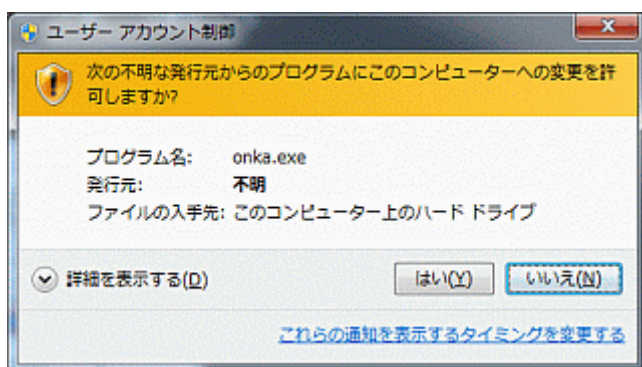 ユーザー アカウント制御
次の不明な発行元からのプログラムにこのコンピューターへの変更を許
可しますか?
プログラム名: onka.exe
発行元: 不明
ファイルの入手先: このコンピューター上のハード ドライブ
詳細を表示する(D)
はい(Y) いいえ(N)
これらの通知を表示するタイミングを変更する